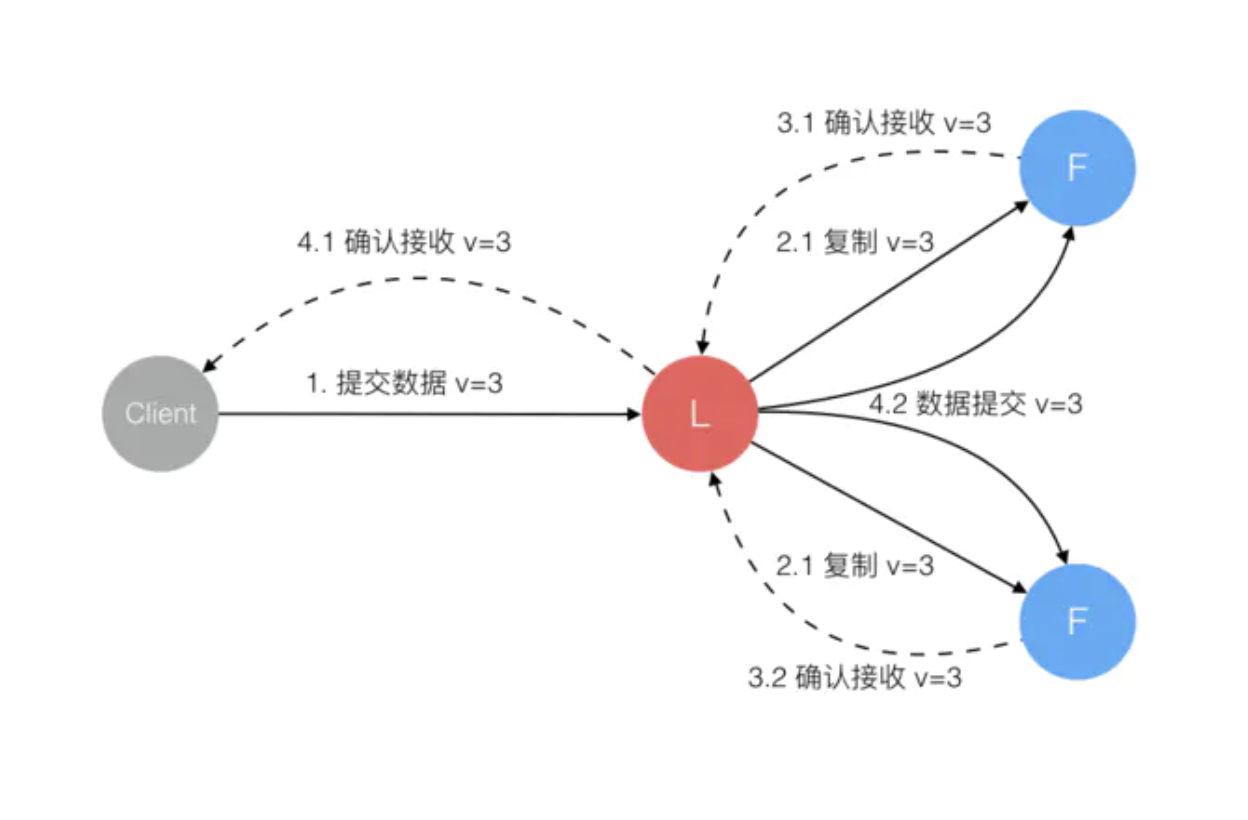 3.1 确认接收 v=3
F
4.1 确认接收 v=3
2.1 复制 v=3
1. 提交数据 v=3
Client
L
4.2 数据提交 v=3
2.1 复制 v=3
F
3.2 确认接收 v=3